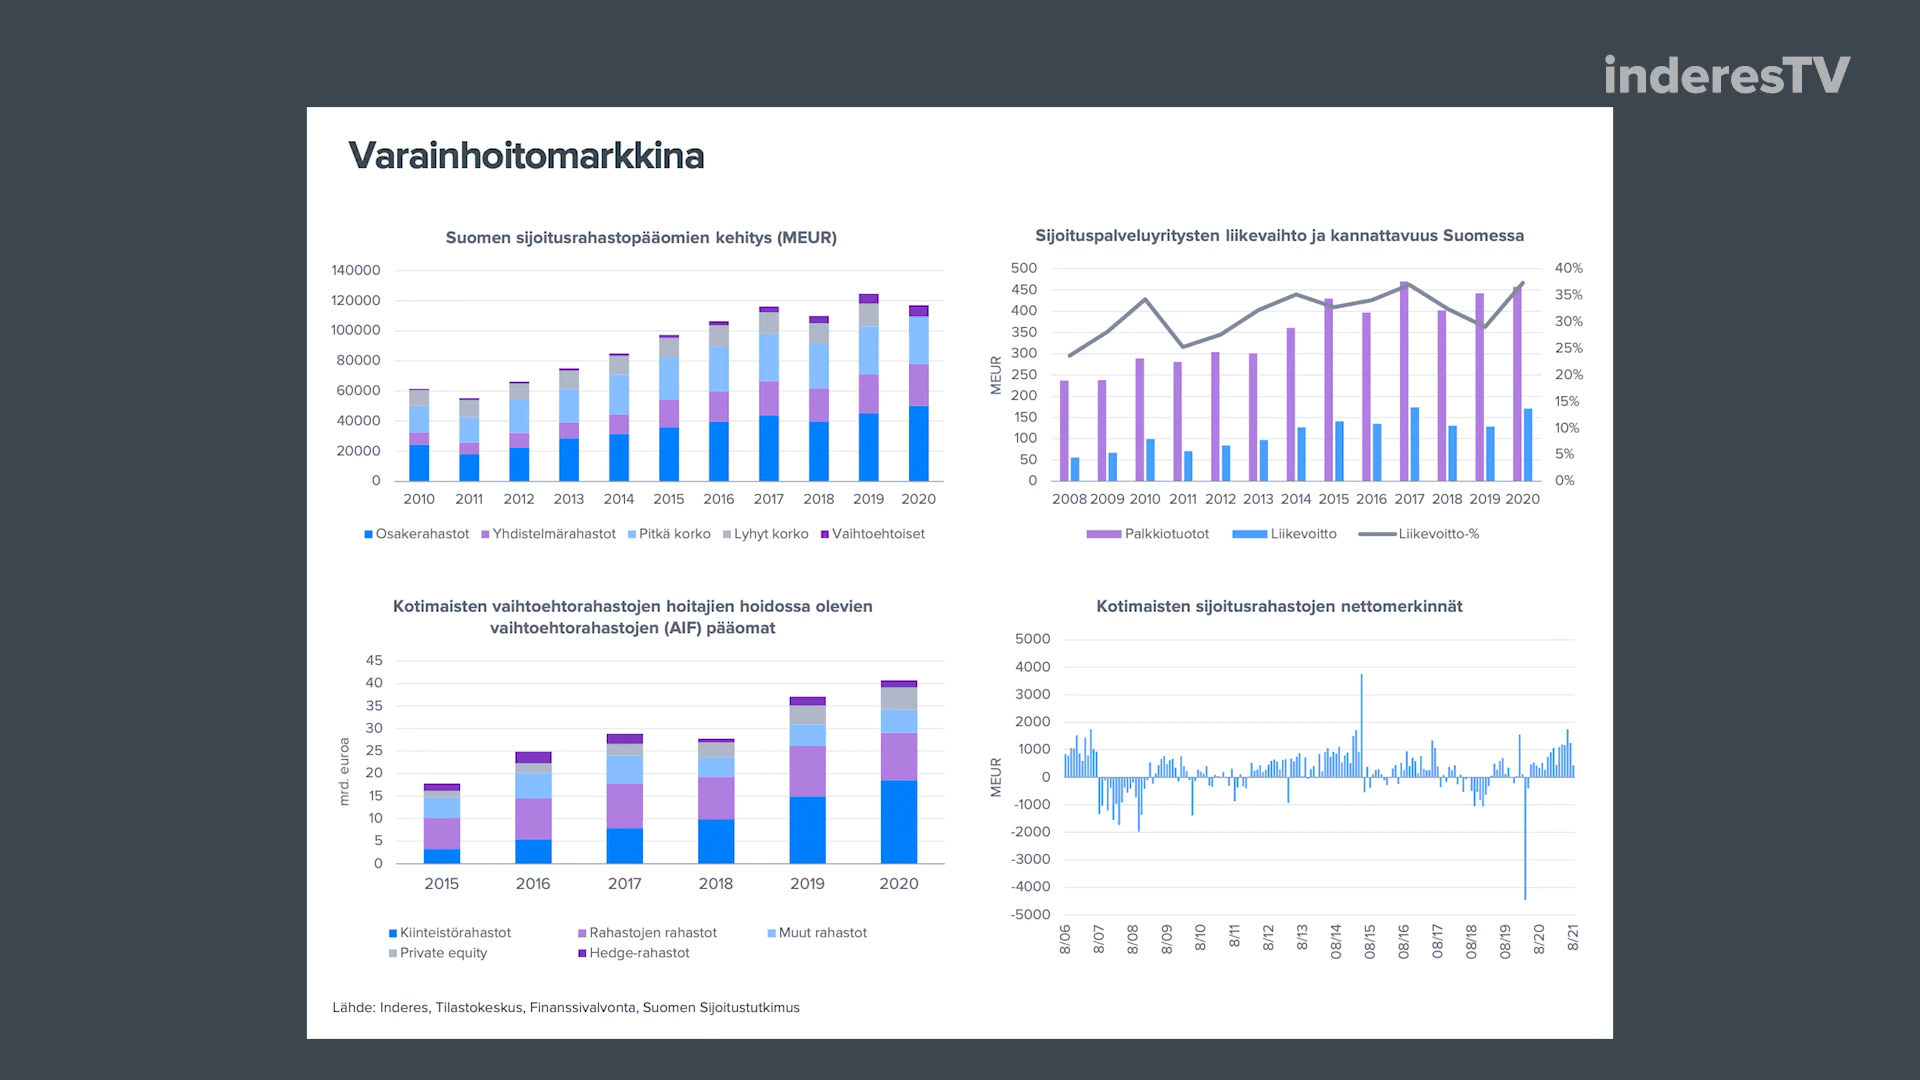 inderesTV
Varainhoitomarkkina
Suomen sijoitusrahastopääomien kehitys (MEUR)
140000
120000
100000
80000
60000
40000
20000
0
2010 2011 2012 2013 2014 2015 2016 2017 2018 2019 2020
Osakerahastot Yhdistelmärahastot Pitkä korko Lyhyt korko Vaihtoehtoiset
Sijoituspalveluyritysten liikevaihto ja kannattavuus Suomessa
MEUR
500 40%
450 35%
400
350 30%
300 25%
250 20%
200
150 15%
100 10%
50 5%
0 0%
2008 2009 2010 2011 2012 2013 2014 2015 2016 2017 2018 2019 2020
Palkkiotuotot Liikevoitto Liikevoitto-%
Kotimaisten vaihtoehtorahastojen hoitajien hoidossa olevien
vaihtoehtorahastojen (AIF) pääomat
mrd. euroa
45
40
35
30
25
20
15
10
5
0
2015 2016 2017 2018 2019 2020
Kiinteistörahastot Rahastojen rahastot Muut rahastot
Private equity Hedge-rahastot
Kotimaisten sijoitusrahastojen nettomerkinnät
MEUR
5000
4000
3000
2000
1000
0
-1000
-2000
-3000
-4000
-5000
8/06 8/07 8/08 8/09 8/10 8/11 8/12 8/13 08/14 08/15 08/16 08/17 08/18 08/19 8/20 8/21
Lähde: Inderes, Tilastokeskus, Finanssivalvonta, Suomen Sijoitustutkimus